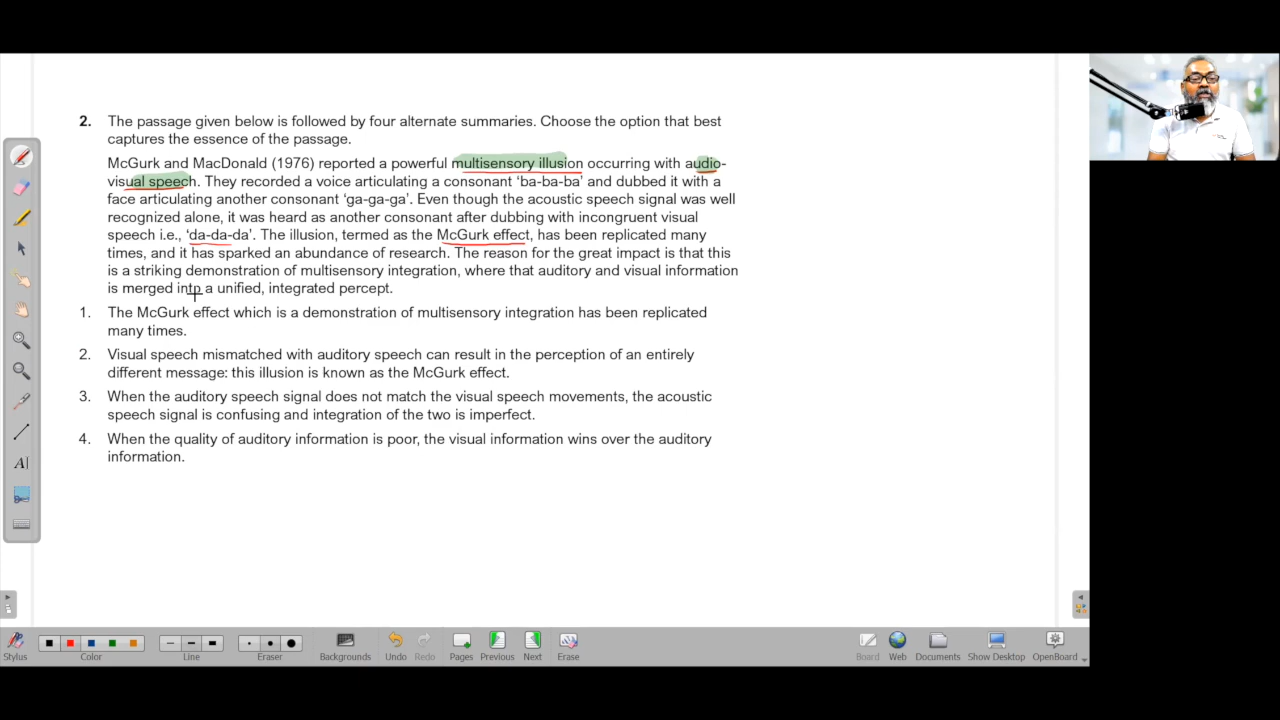 2. The passage given below is followed by four alternate summaries. Choose the option that best
captures the essence of the passage.
McGurk and MacDonald (1976) reported a powerful multisensory illusion occurring with audio-
visual speech. They recorded a voice articulating a consonant ‘ba-ba-ba’ and dubbed it with a
face articulating another consonant ‘ga-ga-ga’. Even though the acoustic speech signal was well
recognized alone, it was heard as another consonant after dubbing with incongruent visual
speech i.e., ‘da-da-da’. The illusion, termed as the McGurk effect, has been replicated many
times, and it has sparked an abundance of research. The reason for the great impact is that this
is a striking demonstration of multisensory integration, where that auditory and visual information
is merged into a unified, integrated percept.
1. The McGurk effect which is a demonstration of multisensory integration has been replicated
many times.
2. Visual speech mismatched with auditory speech can result in the perception of an entirely
different message: this illusion is known as the McGurk effect.
3. When the auditory speech signal does not match the visual speech movements, the acoustic
speech signal is confusing and integration of the two is imperfect.
4. When the quality of auditory information is poor, the visual information wins over the auditory
information.
Stylus Color Line Eraser Backgrounds Undo Redo Pages Previous Next Erase Board Web Documents Show Desktop OpenBoard